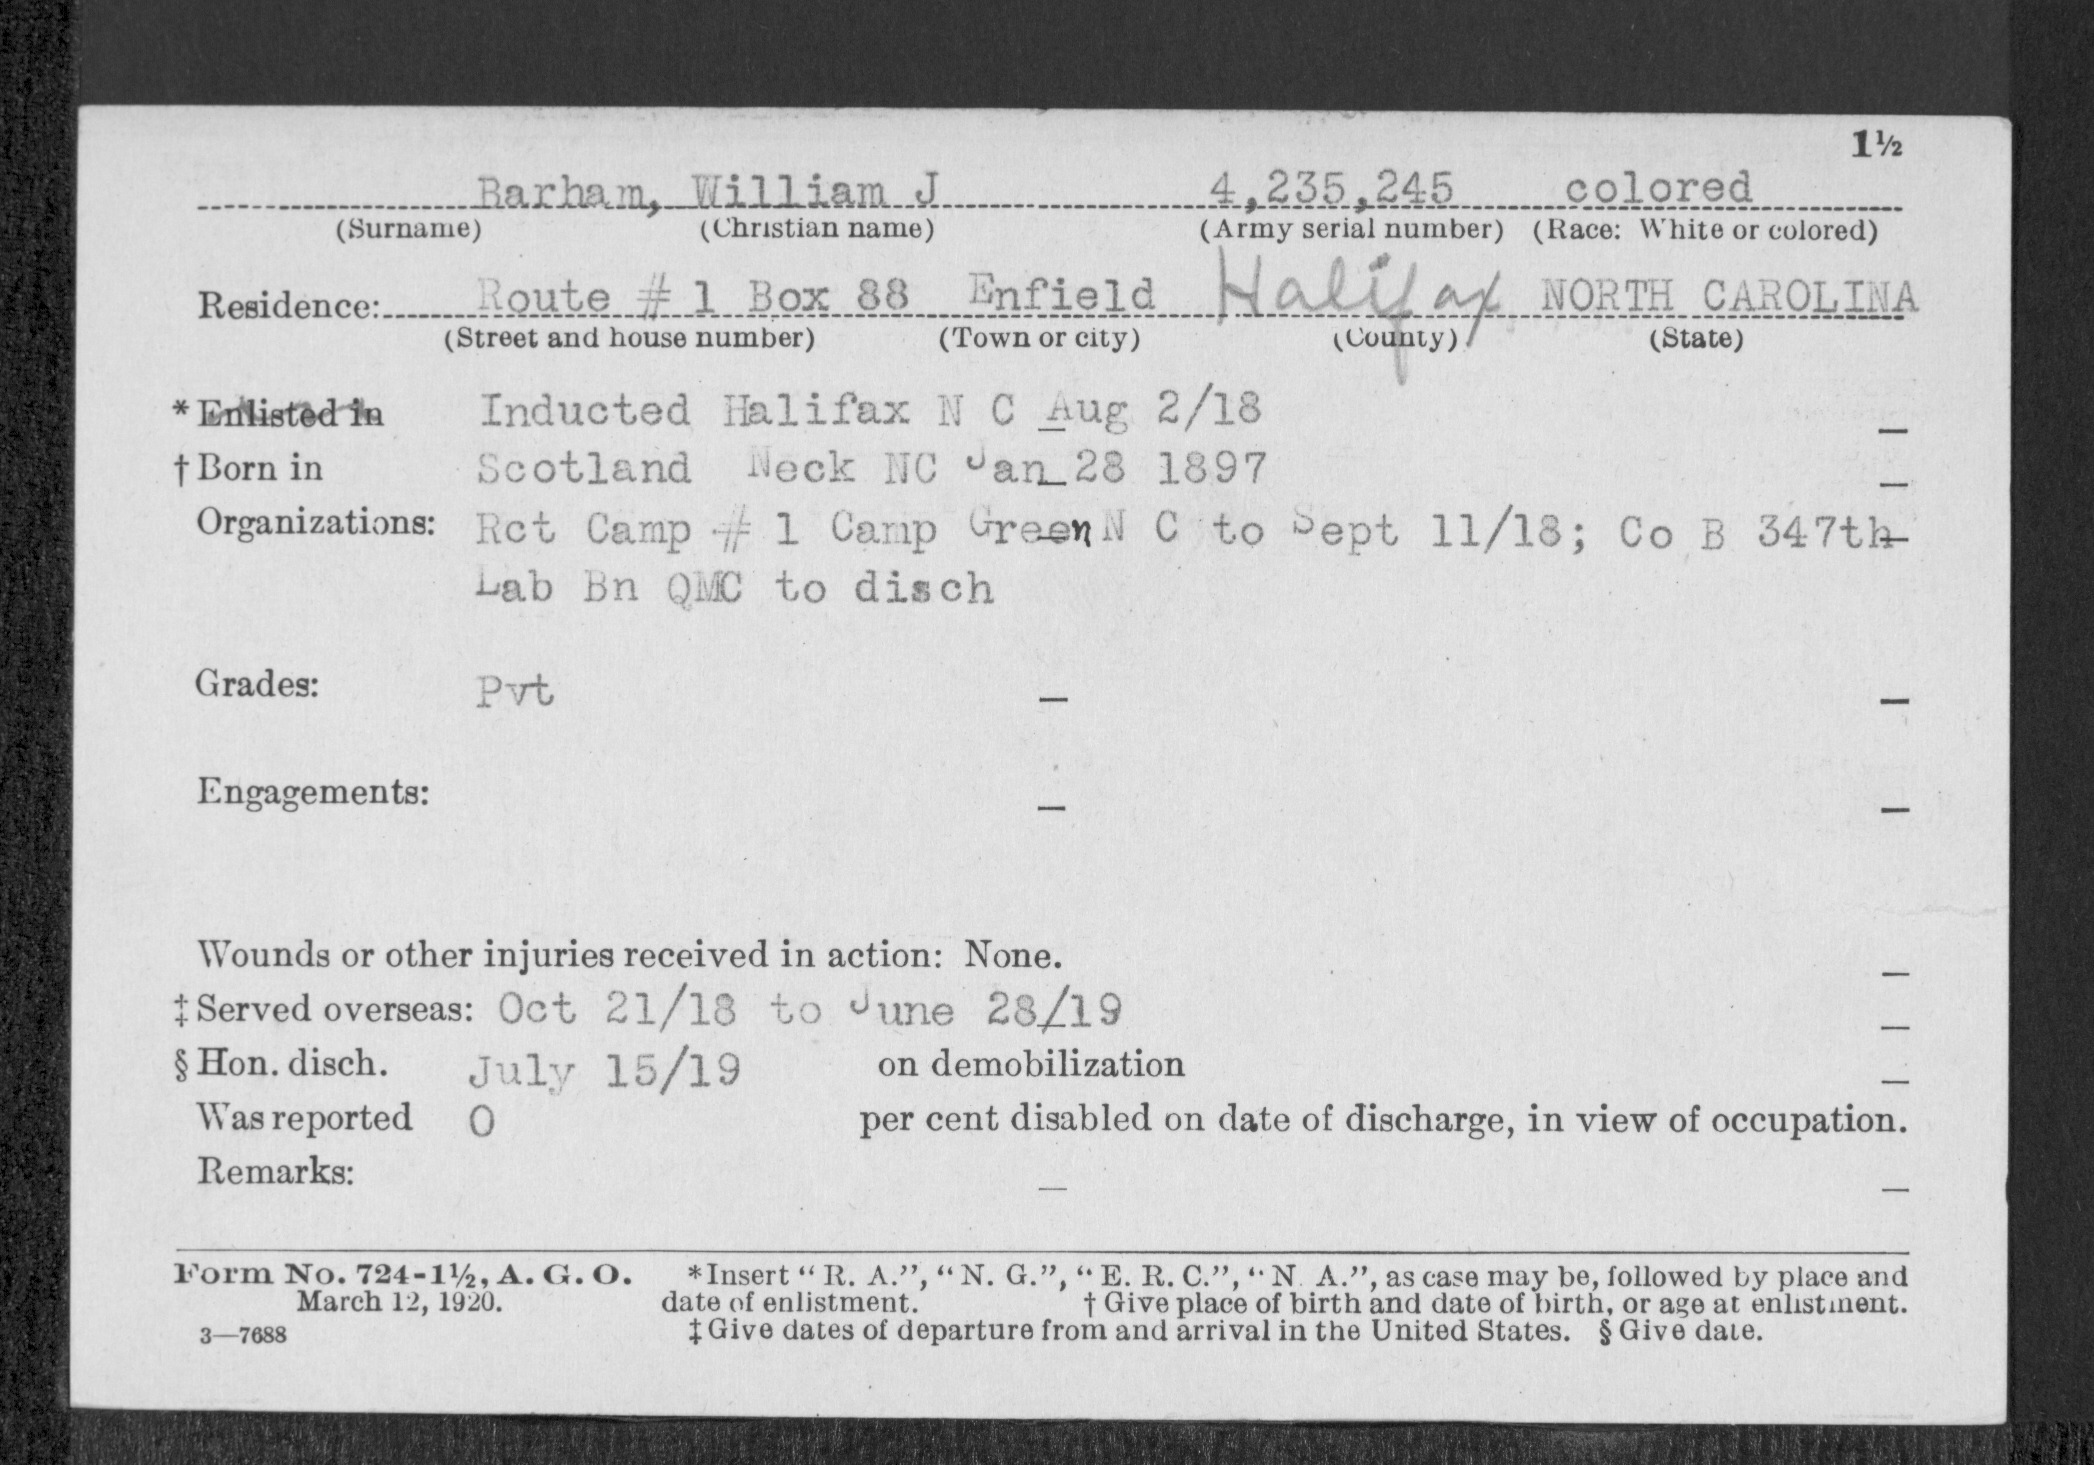 1½
Barham, William J 4,235,245 colored
(Surname) (Christian name) (Army serial number) (Race: White or colored)
Residence: Route # 1 Box 88 Enfield Halifax NORTH CAROLINA
(Street and house number) (Town or city) (County) (State)
* Enlisted in Inducted Halifax N C Aug 2/18 _
† Born in Scotland Neck NC Jan 28 1897 _
Organizations: Rct Camp # 1 Camp Green N C to Sept 11/18; Co B 347th
Lab Bn QMC to disch
Grades: Pvt _ _
Engagements: _ _
Wounds or other injuries received in action: None. _
‡ Served overseas: Oct 21/18 to June 28/19 _
§ Hon. disch. July 15/19 on demobilization _
Was reported 0 per cent disabled on date of discharge, in view of occupation.
Remarks: _ _
Form No. 724-1½, A. G. O. *Insert "R. A.", "N. G.", "E. R. C.", "N. A.", as case may be, followed by place and
March 12, 1920. date of enlistment. † Give place of birth and date of birth, or age at enlistment.
3—7688 ‡ Give dates of departure from and arrival in the United States. § Give date.